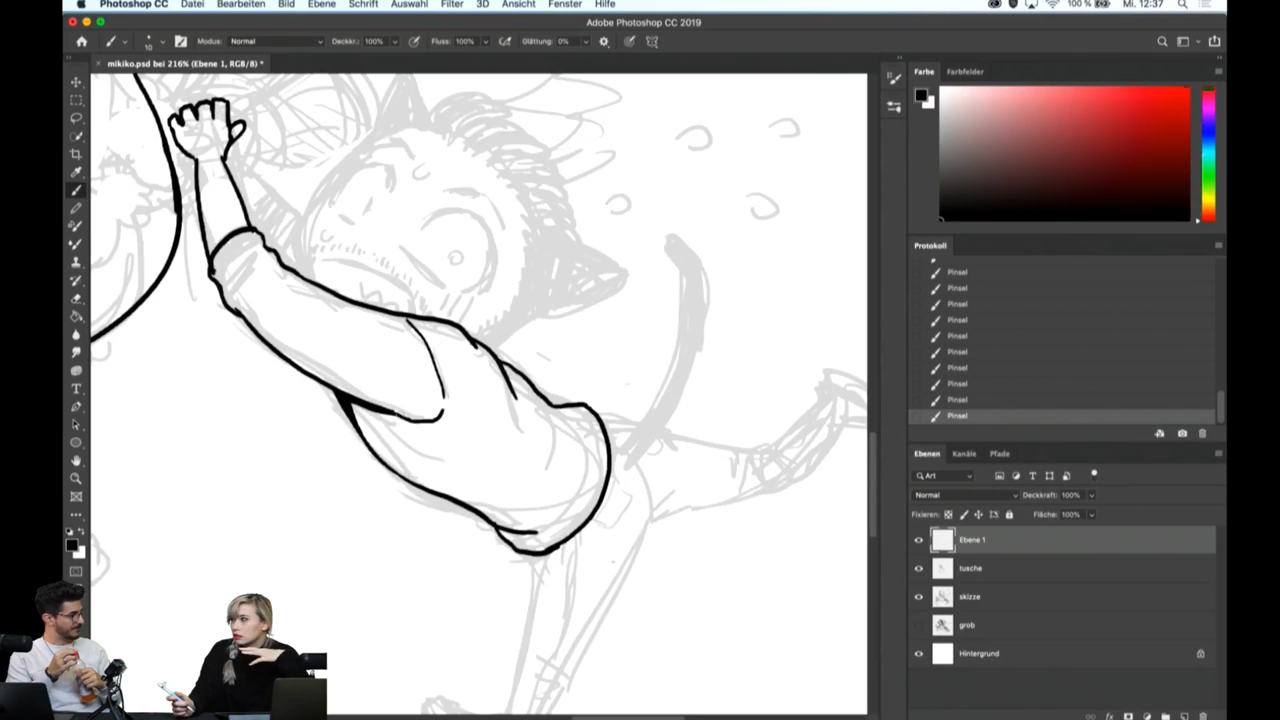 Photoshop CC Datei Bearbeiten Bild Ebene Schrift Auswahl Filter 3D Ansicht Fenster Hilfe 100 % Mi. 12:37
Adobe Photoshop CC 2019
10 Modus: Normal Deckkr.: 100% Fluss: 100% Glättung: 0%
mikiko.psd bei 216% (Ebene 1, RGB/8) *
Farbe Farbfelder
Protokoll
Pinsel
Pinsel
Pinsel
Pinsel
Pinsel
Pinsel
Pinsel
Pinsel
Pinsel
Pinsel
Ebenen Kanäle Pfade
Art
Normal Deckkraft: 100%
Fixieren: Fläche: 100%
Ebene 1
tusche
skizze
grob
Hintergrund
fx